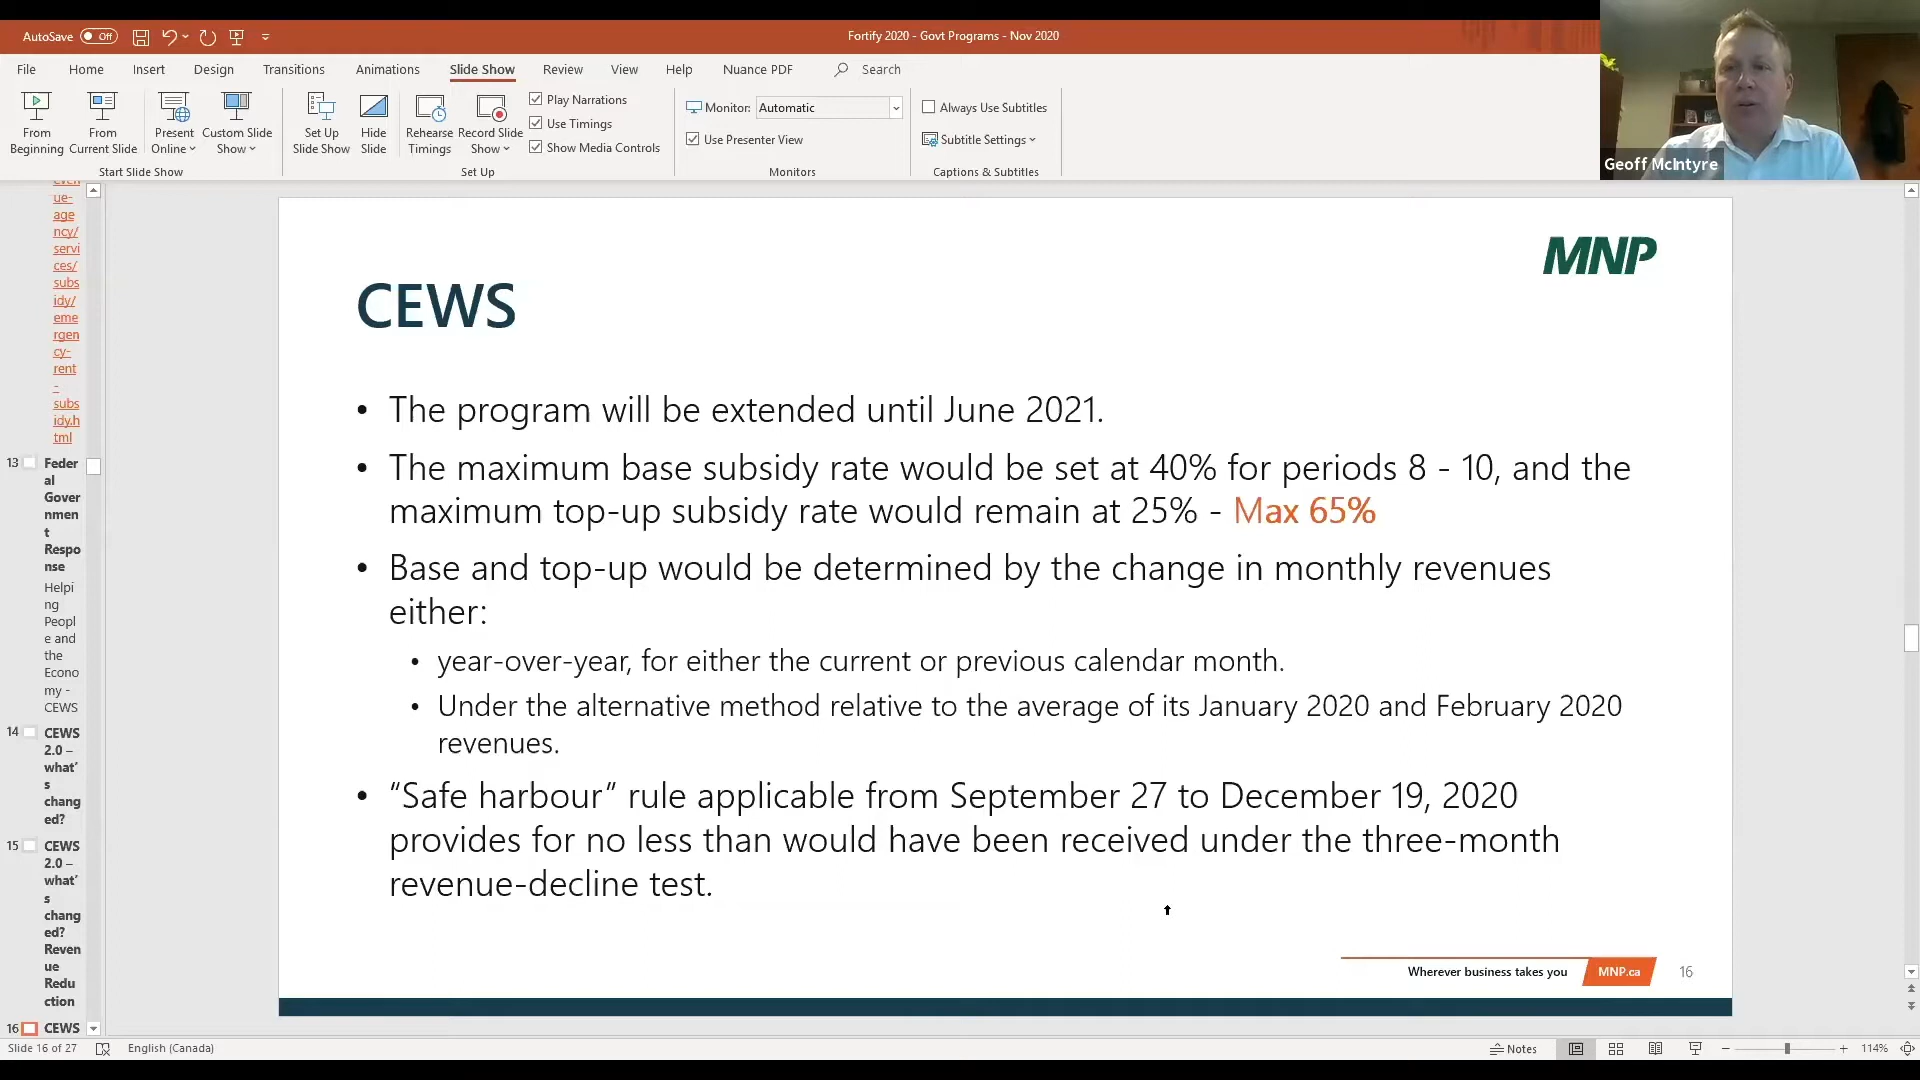 AutoSave Off
Fortify 2020 - Govt Programs - Nov 2020
File Home Insert Design Transitions Animations Slide Show Review View Help Nuance PDF Search
From Beginning
From Current Slide
Present Online
Custom Slide Show
Start Slide Show
Set Up Slide Show
Hide Slide
Rehearse Timings
Record Slide Show
Play Narrations
Use Timings
Show Media Controls
Set Up
Monitor: Automatic
Use Presenter View
Monitors
Always Use Subtitles
Subtitle Settings
Captions & Subtitles
Geoff McIntyre
ue-
age
ncy/
servi
ces/
subs
idy/
eme
rgen
cy-
rent
-
subs
idy.h
tml
13 Feder
al
Gover
nmen
t
Respo
nse
Helpi
ng
Peopl
e and
the
Econo
my -
CEWS
14 CEWS
2.0 –
what’
s
chang
ed?
15 CEWS
2.0 –
what’
s
chang
ed?
Reven
ue
Redu
ction
16 CEWS
MNP
CEWS
• The program will be extended until June 2021.
• The maximum base subsidy rate would be set at 40% for periods 8 - 10, and the
maximum top-up subsidy rate would remain at 25% - Max 65%
• Base and top-up would be determined by the change in monthly revenues
either:
• year-over-year, for either the current or previous calendar month.
• Under the alternative method relative to the average of its January 2020 and February 2020
revenues.
• “Safe harbour” rule applicable from September 27 to December 19, 2020
provides for no less than would have been received under the three-month
revenue-decline test.
Wherever business takes you MNP.ca 16
Slide 16 of 27 English (Canada) Notes 114%